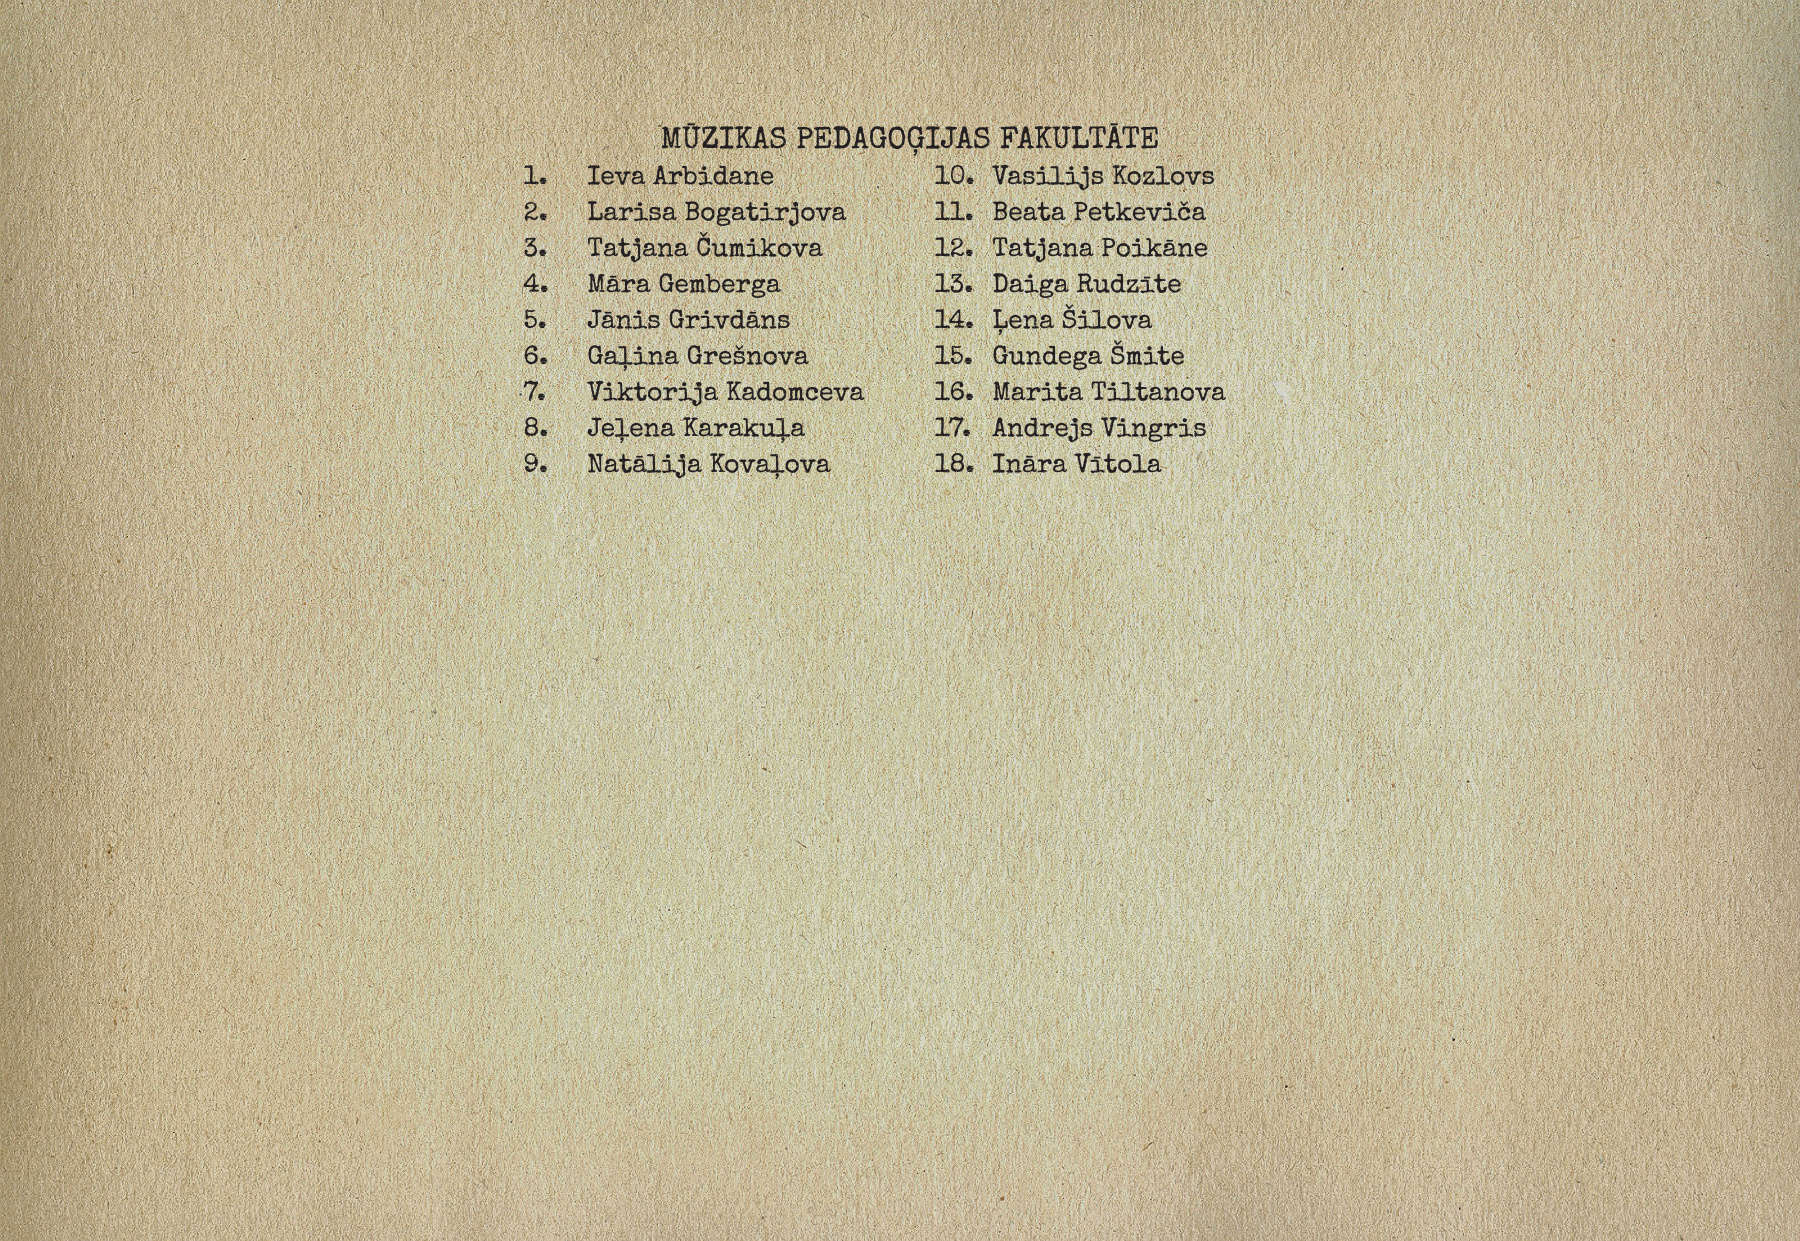 MŪZIKAS PEDAGOĢIJAS FAKULTĀTE
1. Ieva Arbidane
2. Larisa Bogatirjova
3. Tatjana Čumikova
4. Māra Gemberga
5. Jānis Grivdāns
6. Gaļina Grešnova
7. Viktorija Kadomceva
8. Jeļena Karakuļa
9. Natālija Kovaļova
10. Vasilijs Kozlovs
11. Beata Petkeviča
12. Tatjana Poikāne
13. Daiga Rudzīte
14. Ļena Šilova
15. Gundega Šmite
16. Marita Tiltanova
17. Andrejs Vingris
18. Ināra Vītola